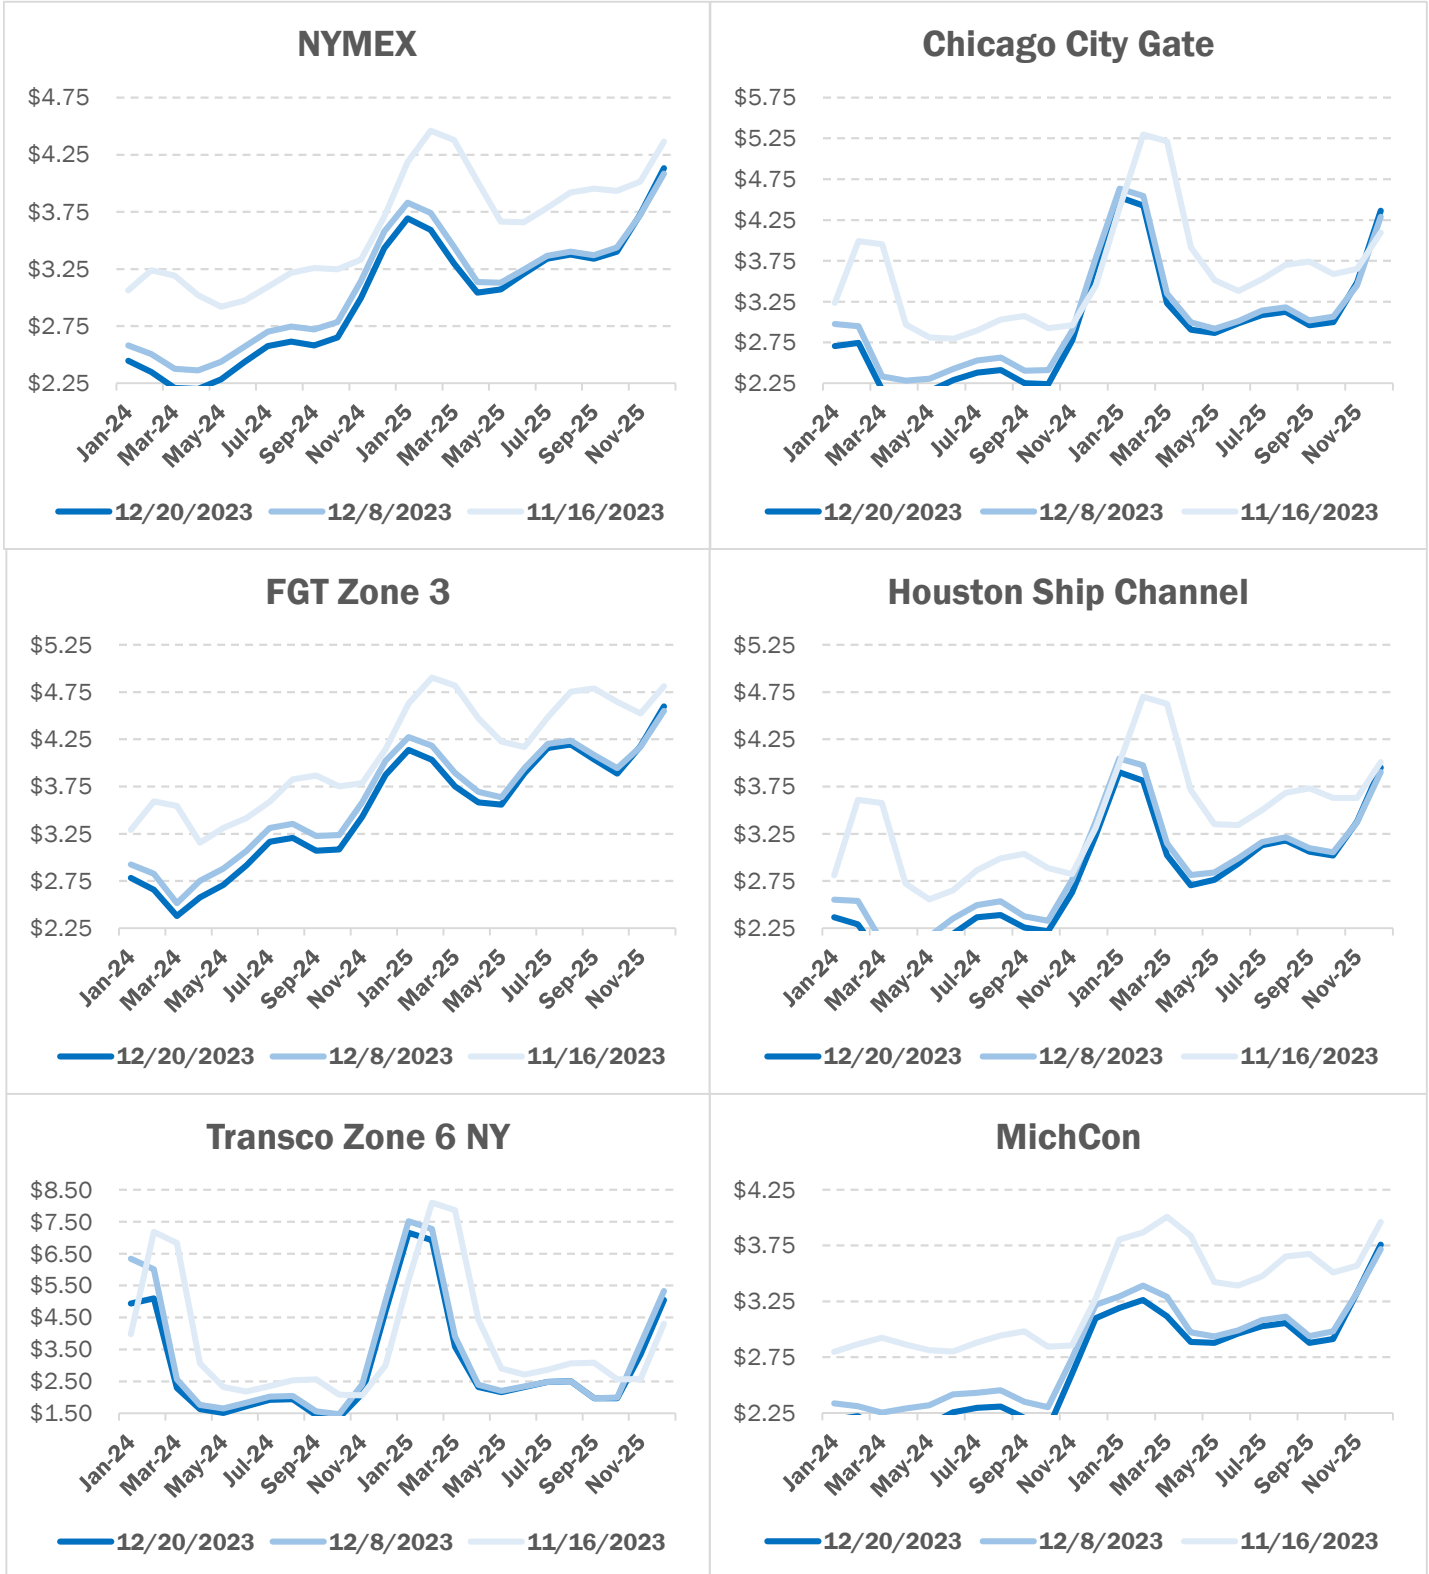 NYMEX
$4.75
$4.25
$3.75
$3.25
$2.75
$2.25
Jan-24 Mar-24 May-24 Jul-24 Sep-24 Nov-24 Jan-25 Mar-25 May-25 Jul-25 Sep-25 Nov-25
12/20/2023 12/8/2023 11/16/2023
Chicago City Gate
$5.75
$5.25
$4.75
$4.25
$3.75
$3.25
$2.75
$2.25
Jan-24 Mar-24 May-24 Jul-24 Sep-24 Nov-24 Jan-25 Mar-25 May-25 Jul-25 Sep-25 Nov-25
12/20/2023 12/8/2023 11/16/2023
FGT Zone 3
$5.25
$4.75
$4.25
$3.75
$3.25
$2.75
$2.25
Jan-24 Mar-24 May-24 Jul-24 Sep-24 Nov-24 Jan-25 Mar-25 May-25 Jul-25 Sep-25 Nov-25
12/20/2023 12/8/2023 11/16/2023
Houston Ship Channel
$5.25
$4.75
$4.25
$3.75
$3.25
$2.75
$2.25
Jan-24 Mar-24 May-24 Jul-24 Sep-24 Nov-24 Jan-25 Mar-25 May-25 Jul-25 Sep-25 Nov-25
12/20/2023 12/8/2023 11/16/2023
Transco Zone 6 NY
$8.50
$7.50
$6.50
$5.50
$4.50
$3.50
$2.50
$1.50
Jan-24 Mar-24 May-24 Jul-24 Sep-24 Nov-24 Jan-25 Mar-25 May-25 Jul-25 Sep-25 Nov-25
12/20/2023 12/8/2023 11/16/2023
MichCon
$4.25
$3.75
$3.25
$2.75
$2.25
Jan-24 Mar-24 May-24 Jul-24 Sep-24 Nov-24 Jan-25 Mar-25 May-25 Jul-25 Sep-25 Nov-25
12/20/2023 12/8/2023 11/16/2023